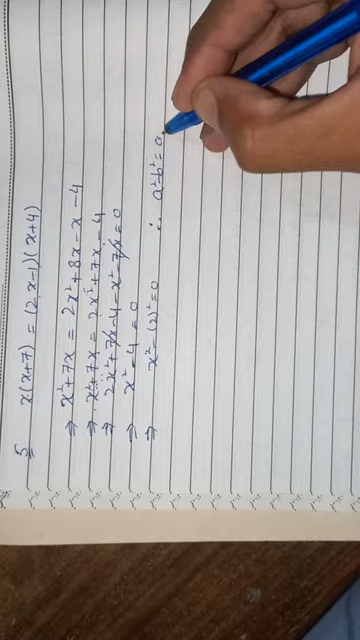 5 x(x+7) = (2x-1)(x+4)
⇒ x²+7x = 2x²+8x-x-4
⇒ x²+7x = 2x²+7x-4
⇒ 2x²+7x-4-x²-7x=0
⇒ x²-4=0
⇒ x²-(2)²=0 ∴ a²-b²=a